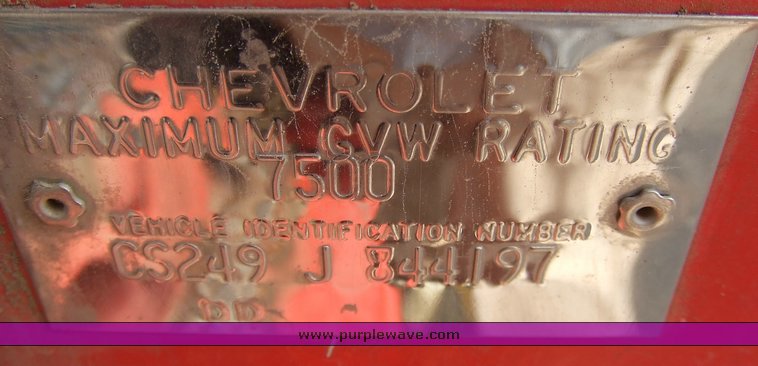 CHEVROLET
MAXIMUM GVW RATING
7500
VEHICLE IDENTIFICATION NUMBER
CS249 J 844197
www.purplewave.com